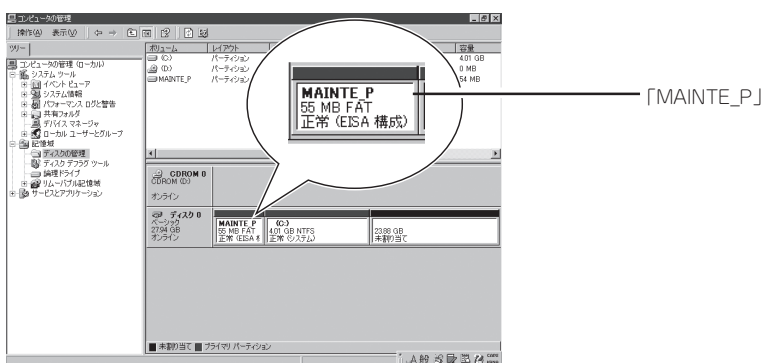 コンピュータの管理
操作(A) 表示(V)
ツリー
コンピュータの管理 (ローカル)
システム ツール
イベント ビューア
システム情報
パフォーマンス ログと警告
共有フォルダ
デバイス マネージャ
ローカル ユーザーとグループ
記憶域
ディスクの管理
ディスク デフラグ ツール
論理ドライブ
リムーバブル記憶域
サービスとアプリケーション
ボリューム レイアウト 容量
(C:) パーティション 4.01 GB
(D:) パーティション 0 MB
MAINTE_P パーティション 54 MB
MAINTE_P
55 MB FAT
正常 (EISA 構成)
「MAINTE_P」
CDROM 0
CDROM (D:)
オンライン
ディスク 0
ベーシック
27.94 GB
オンライン
MAINTE_P
55 MB FAT
正常 (EISA
(C:)
4.01 GB NTFS
正常 (システム)
23.88 GB
未割り当て
未割り当て プライマリ パーティション
A 般
CAPS